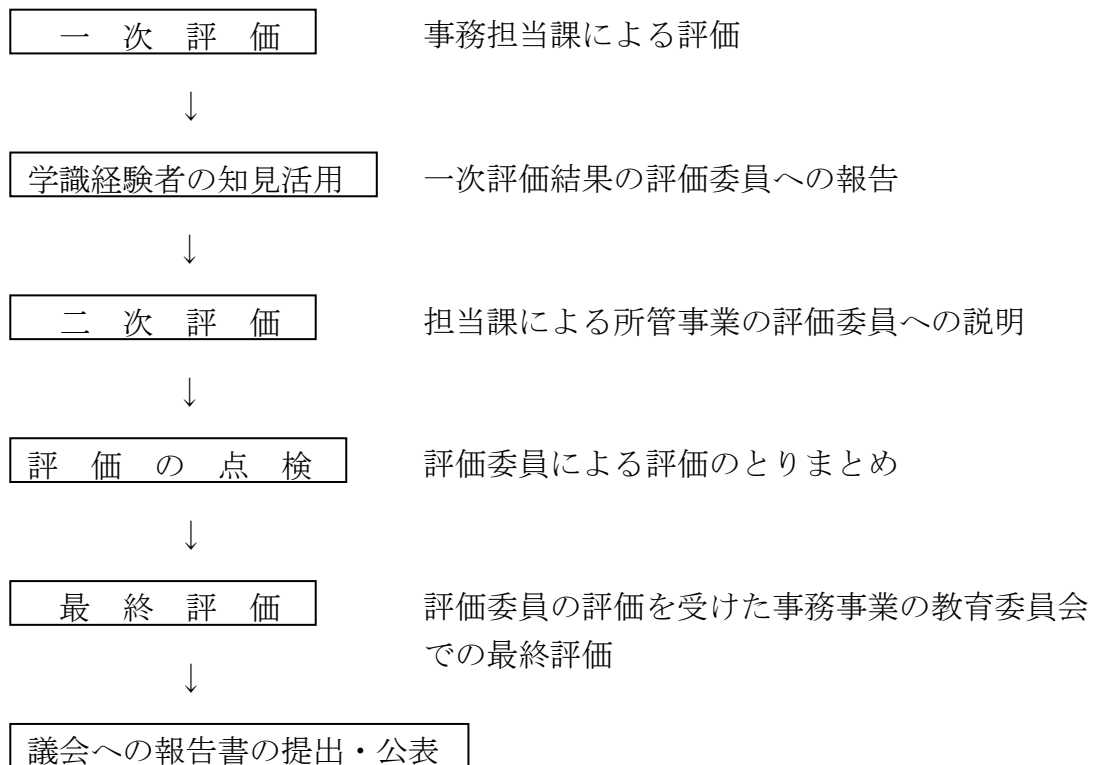 一次評価　事務担当課による評価
↓
学識経験者の知見活用　一次評価結果の評価委員への報告
↓
二次評価　担当課による所管事業の評価委員への説明
↓
評価の点検　評価委員による評価のとりまとめ
↓
最終評価　評価委員の評価を受けた事務事業の教育委員会
での最終評価
↓
議会への報告書の提出・公表